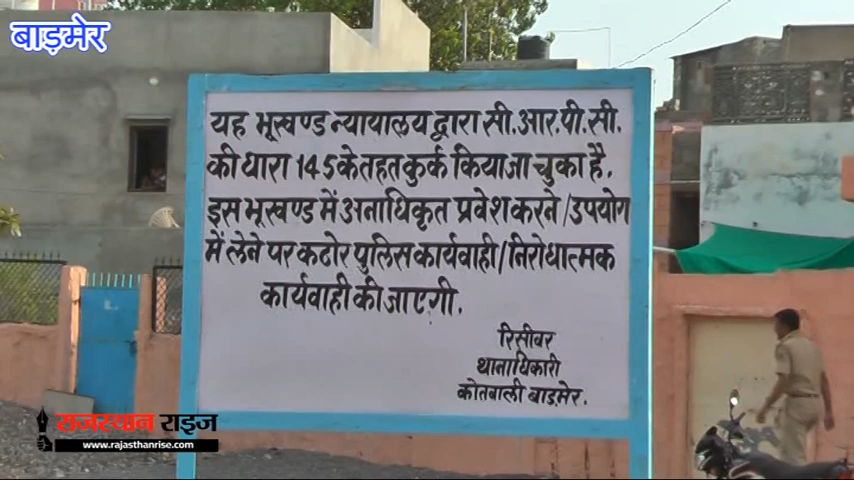 बाड़मेर
यह भूखण्ड न्यायालय द्वारा सी.आर.पी.सी.
की धारा 145 के तहत कुर्क किया जा चुका है.
इस भूखण्ड में अनाधिकृत प्रवेश करने/उपयोग
में लेने पर कठोर पुलिस कार्यवाही/निरोधात्मक
कार्यवाही की जाएगी.
रिसीवर
थानाधिकारी
कोतवाली बाड़मेर.
राजस्थान राइज
www.rajasthanrise.com